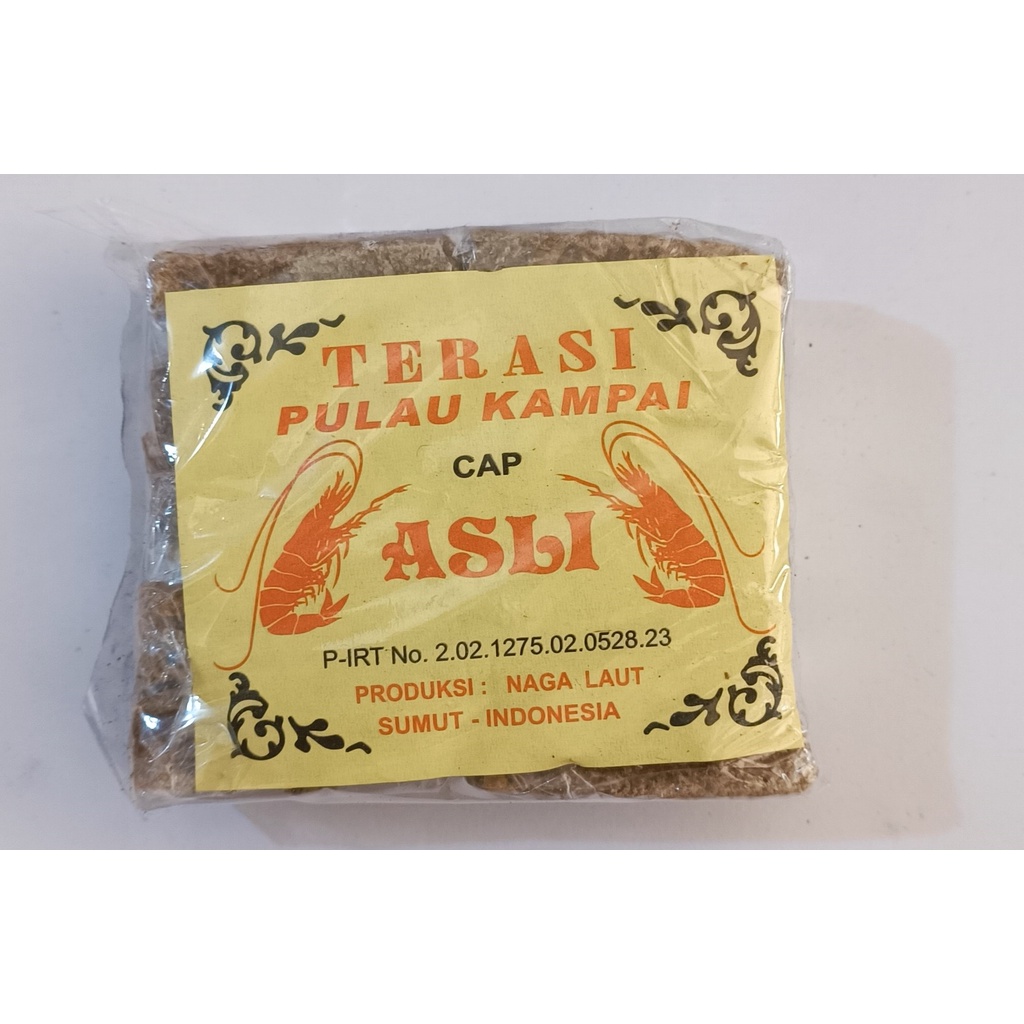 TERASI
PULAU KAMPAI
CAP
ASLI
P-IRT No. 2.02.1275.02.0528.23
PRODUKSI : NAGA LAUT
SUMUT - INDONESIA